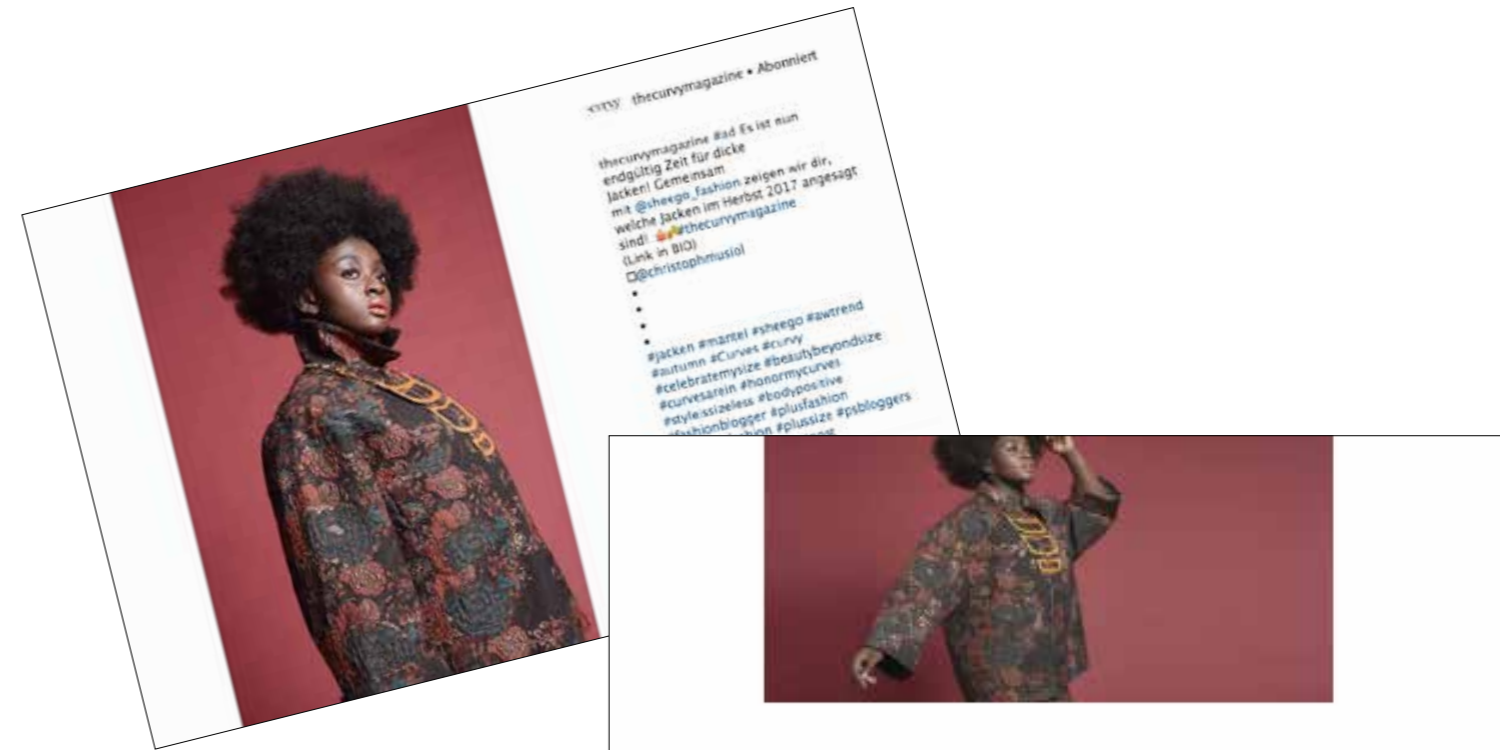 curvy thecurvymagazine • Abonniert
thecurvymagazine #ad Es ist nun
endgültig Zeit für dicke
Jacken! Gemeinsam
mit @sheego_fashion zeigen wir dir,
welche Jacken im Herbst 2017 angesagt
sind! #thecurvymagazine
(Link in BIO)
@christophmusiol
•
•
•
•
#jacken #mantel #sheego #awtrend
#autumn #Curves #curvy
#celebratemysize #beautybeyondsize
#curvesarein #honormycurves
#styleissizeless #bodypositive
#fashionblogger #plusfashion
#plussize #psbloggers